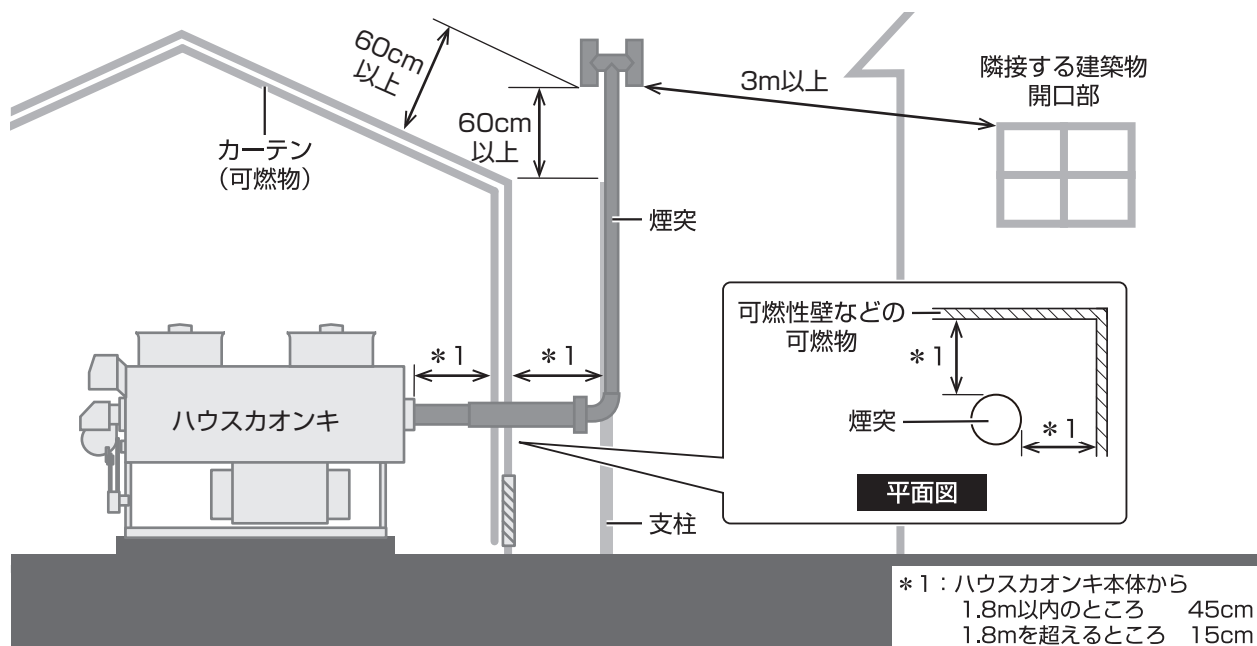 60cm
以上
3m以上
隣接する建築物
開口部
60cm
以上
カーテン
（可燃物）
煙突
可燃性壁などの
可燃物
＊1
＊1
＊1
ハウスカオンキ
煙突
＊1
平面図
支柱
＊1：ハウスカオンキ本体から
1.8m以内のところ　45cm
1.8mを超えるところ　15cm